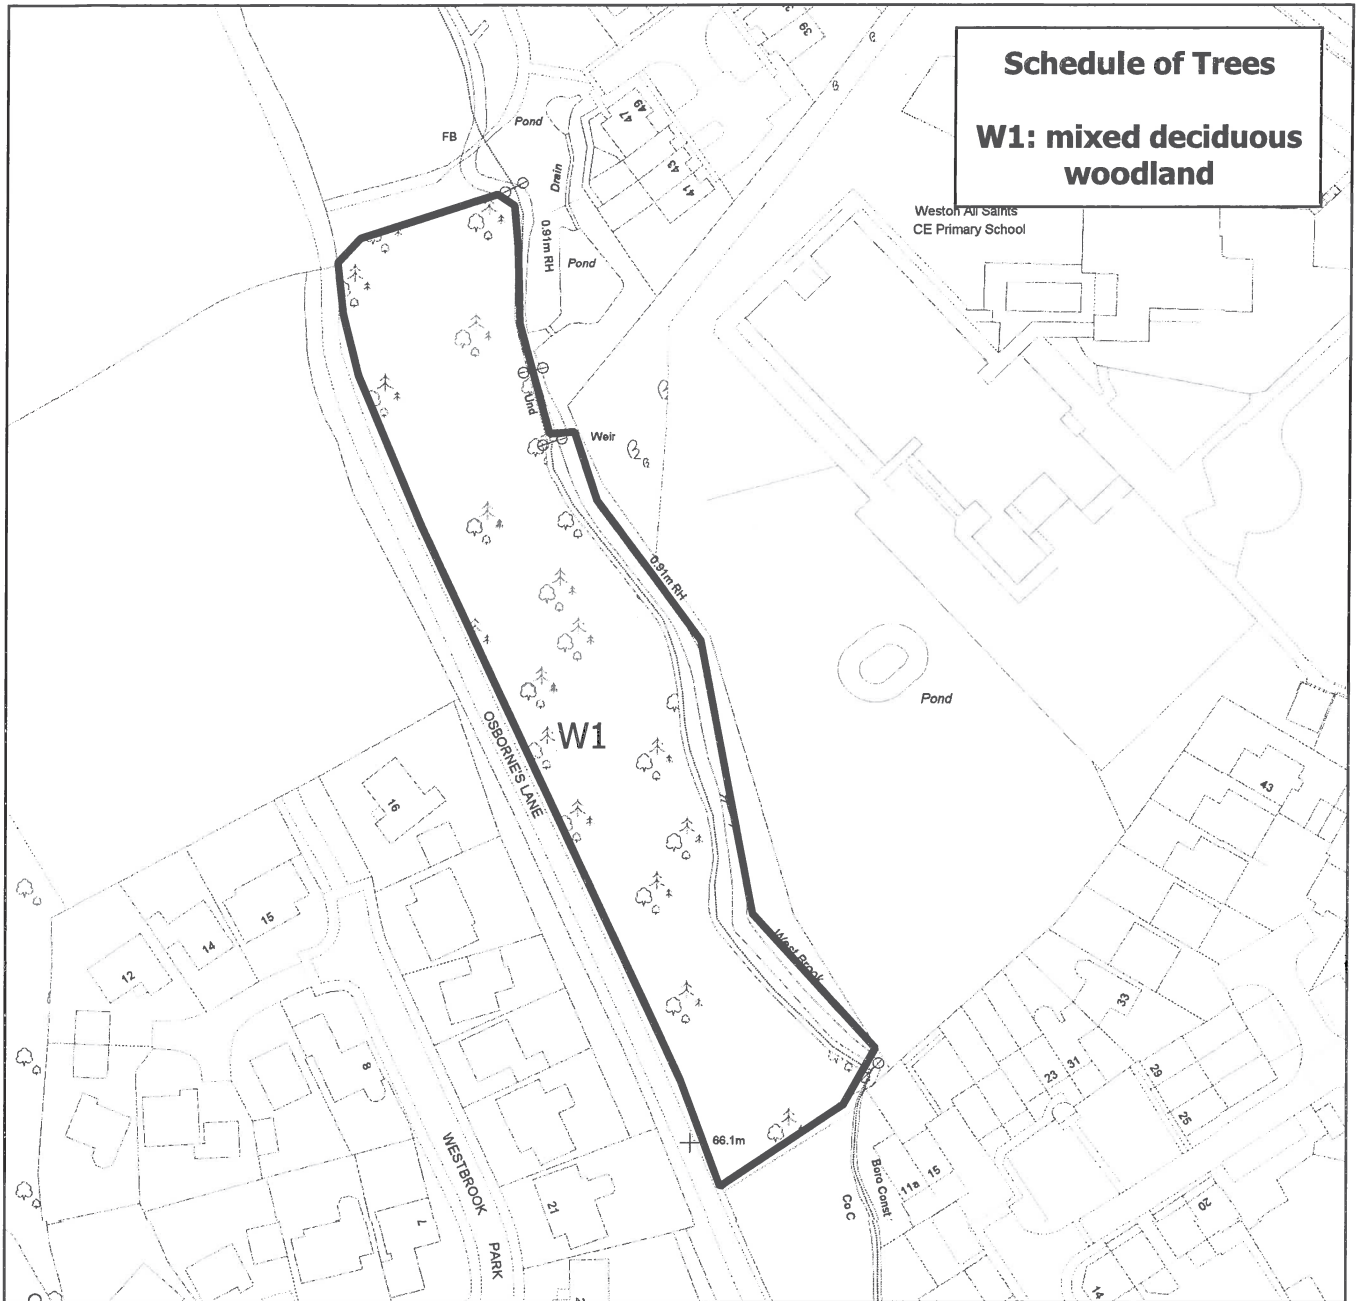 Schedule of Trees
W1: mixed deciduous
woodland
39
49
47
43
41
FB
Pond
Drain
0.91m RH
Pond
Weston All Saints
CE Primary School
Und
Weir
0.91m RH
Pond
W1
OSBORNE'S LANE
16
15
14
12
8
7
21
WESTBROOK
PARK
West Brook
66.1m
43
33
31
23
29
25
15
11a
20
14
Boro Const
Co C